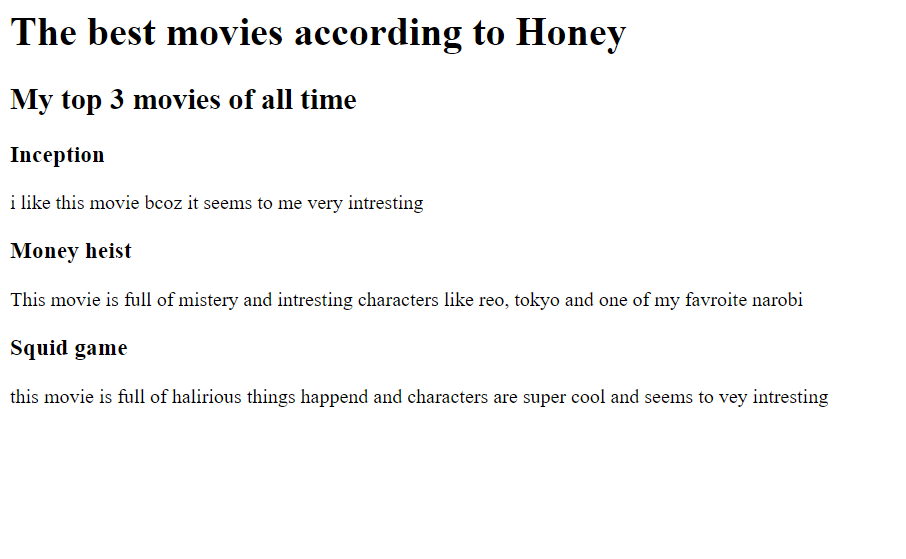 The best movies according to Honey
My top 3 movies of all time
Inception
i like this movie bcoz it seems to me very intresting
Money heist
This movie is full of mistery and intresting characters like reo, tokyo and one of my favroite narobi
Squid game
this movie is full of halirious things happend and characters are super cool and seems to vey intresting